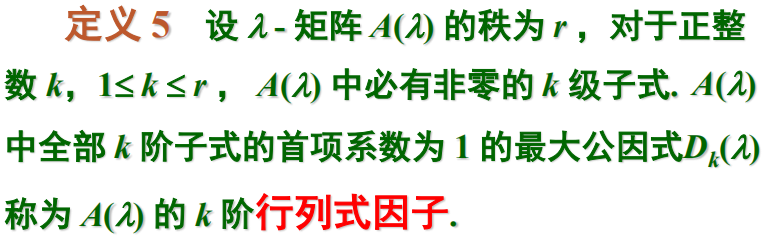 定义 5 设 λ - 矩阵 A(λ) 的秩为 r ，对于正整
数 k，1≤ k ≤ r ， A(λ) 中必有非零的 k 级子式. A(λ)
中全部 k 阶子式的首项系数为 1 的最大公因式Dk(λ)
称为 A(λ) 的 k 阶行列式因子.